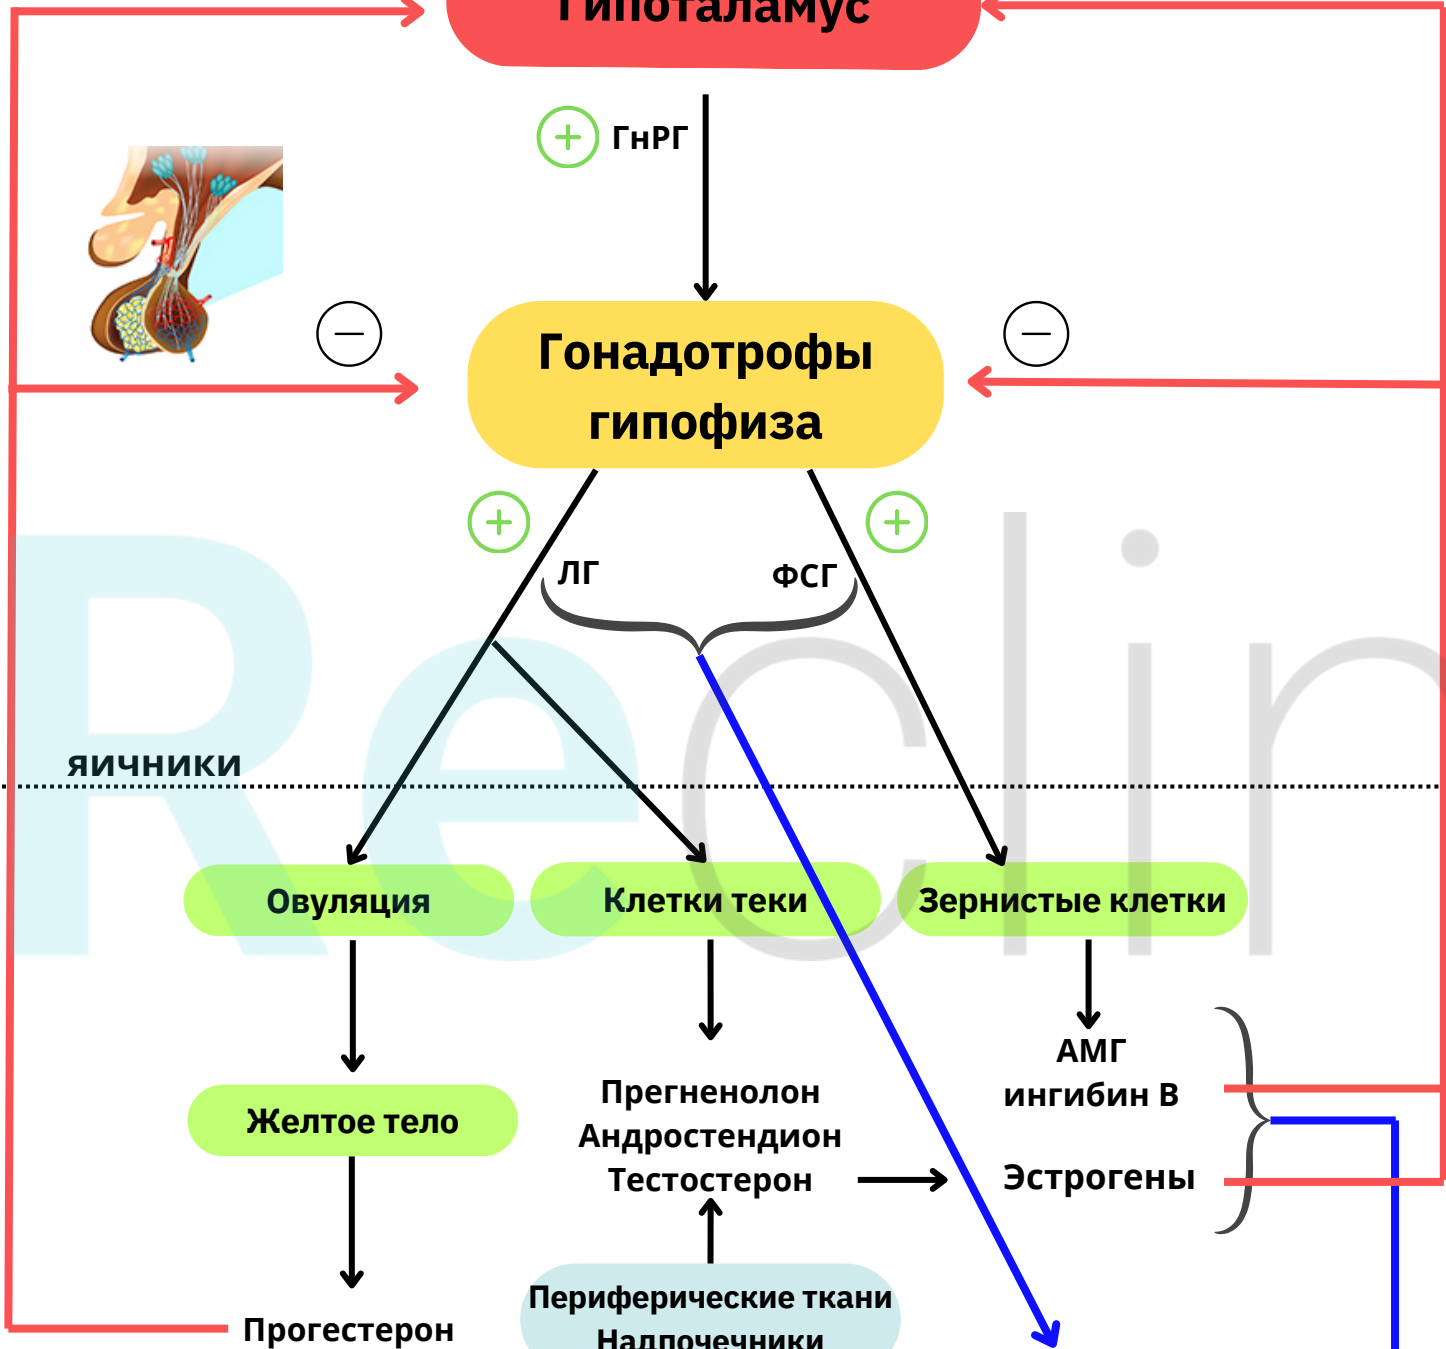 Гипоталамус
ГнРГ
Гонадотрофы
гипофиза
ЛГ
ФСГ
яичники
Reclin
Овуляция
Клетки теки
Зернистые клетки
АМГ
ингибин В
Желтое тело
Прегненолон
Андростендион
Тестостерон
Эстрогены
Периферические ткани
Надпочечники
Прогестерон